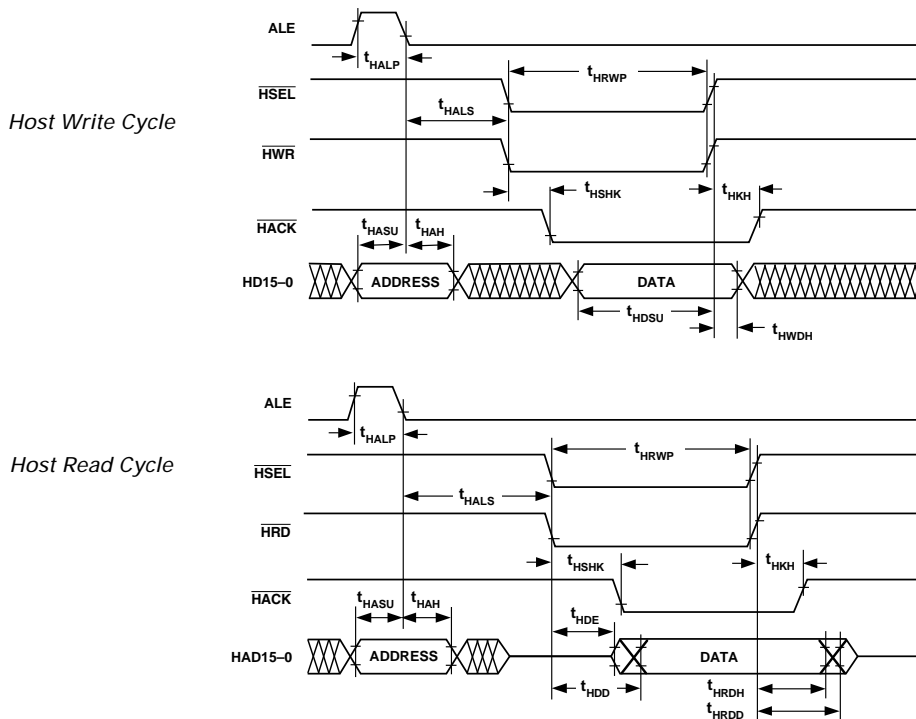 Host Write Cycle
ALE
tHALP
HSEL
tHRWP
tHALS
HWR
tHSHK
tHKH
HACK
tHASU
tHAH
HD15–0
ADDRESS
DATA
tHDSU
tHWDH
Host Read Cycle
ALE
tHALP
HSEL
tHRWP
tHALS
HRD
tHSHK
tHKH
HACK
tHASU
tHAH
tHDE
HAD15–0
ADDRESS
DATA
tHDD
tHRDH
tHRDD